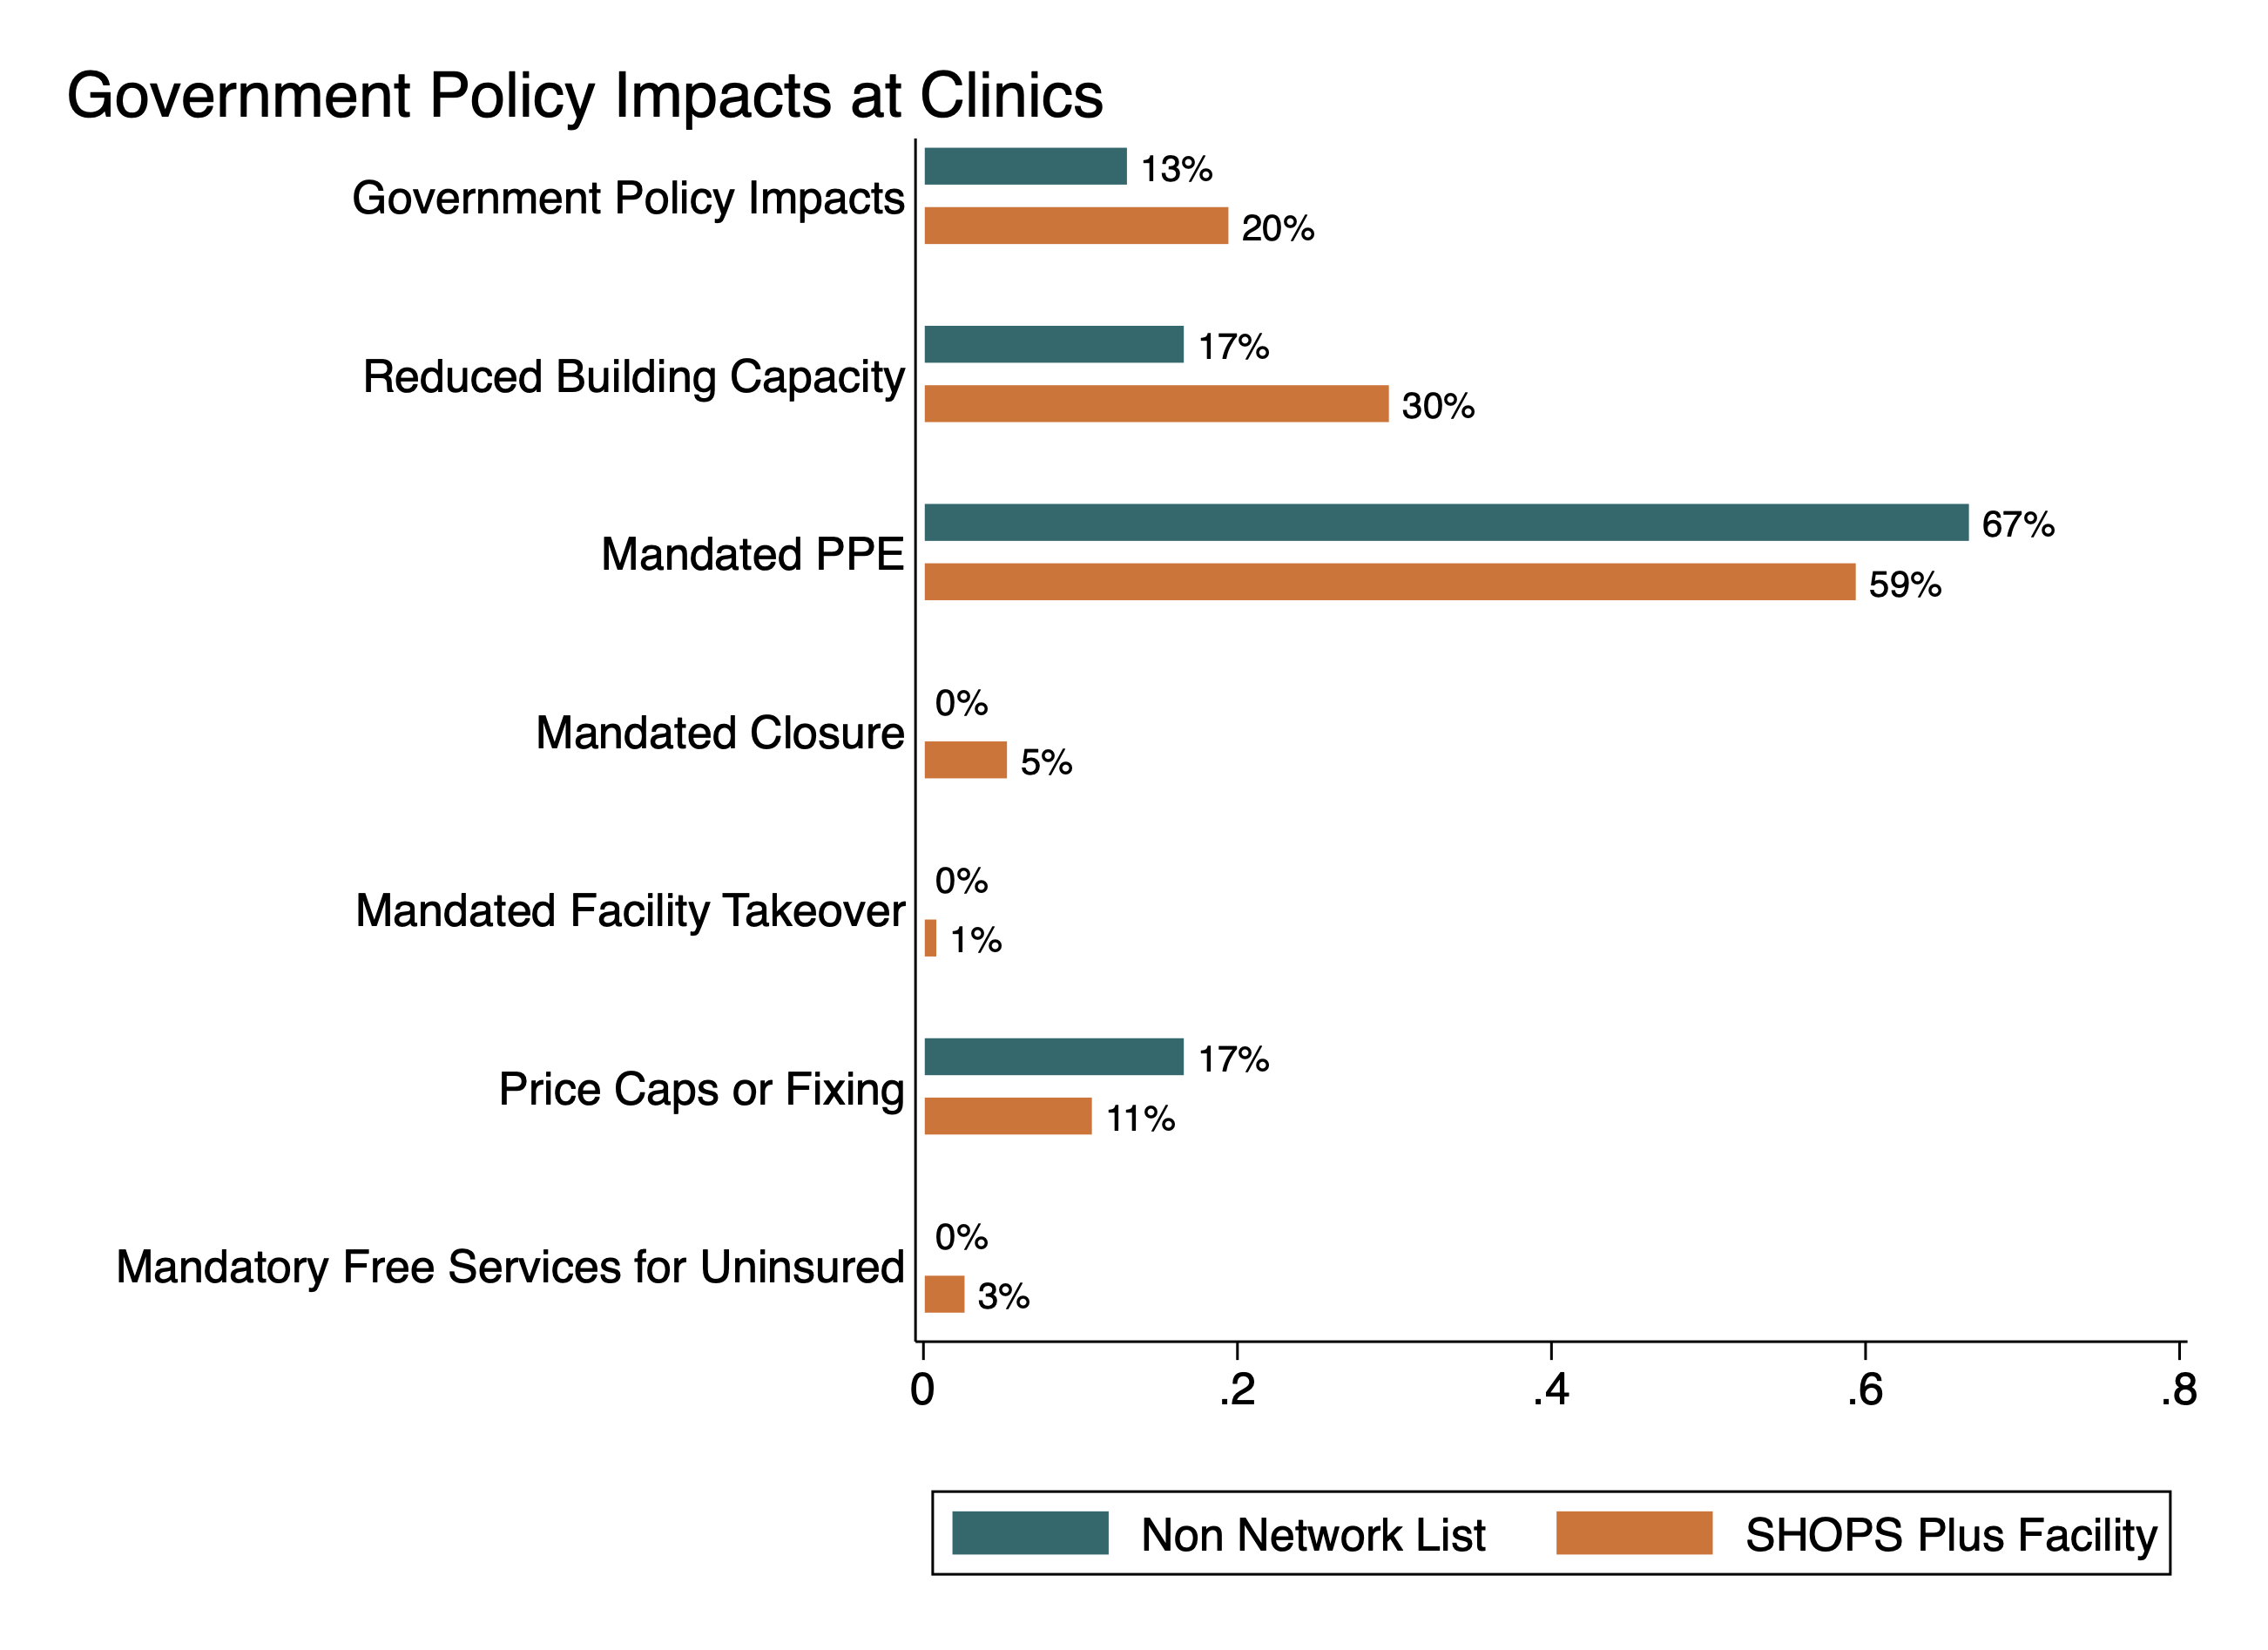 Government Policy Impacts at Clinics
Government Policy Impacts
13%
20%
Reduced Building Capacity
17%
30%
Mandated PPE
67%
59%
Mandated Closure
0%
5%
Mandated Facility Takeover
0%
1%
Price Caps or Fixing
17%
11%
Mandatory Free Services for Uninsured
0%
3%
0 .2 .4 .6 .8
Non Network List SHOPS Plus Facility